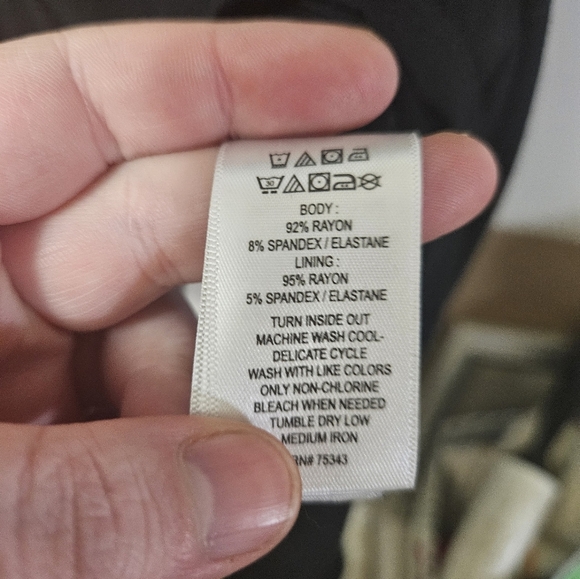 BODY :
92% RAYON
8% SPANDEX / ELASTANE
LINING :
95% RAYON
5% SPANDEX / ELASTANE
TURN INSIDE OUT
MACHINE WASH COOL-
DELICATE CYCLE
WASH WITH LIKE COLORS
ONLY NON-CHLORINE
BLEACH WHEN NEEDED
TUMBLE DRY LOW
MEDIUM IRON
RN# 75343